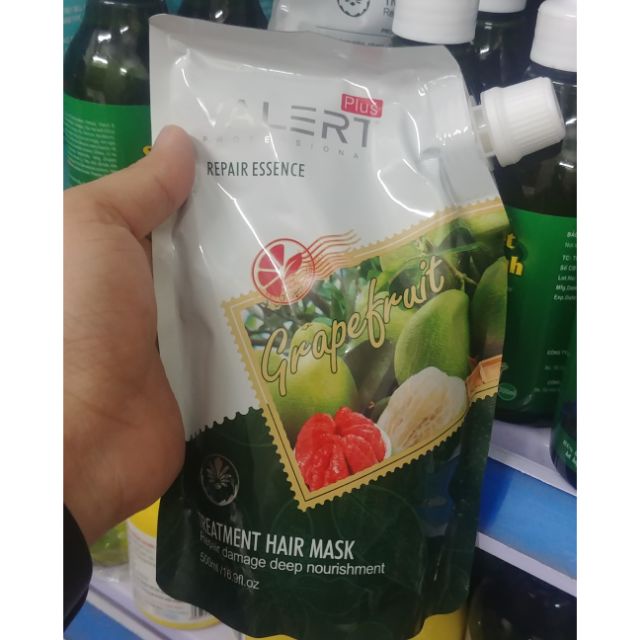 VALERT Plus
PROFESSIONAL
REPAIR ESSENCE
Grapefruit
TREATMENT HAIR MASK
Repair damage deep nourishment
500ml/16.9fl.oz